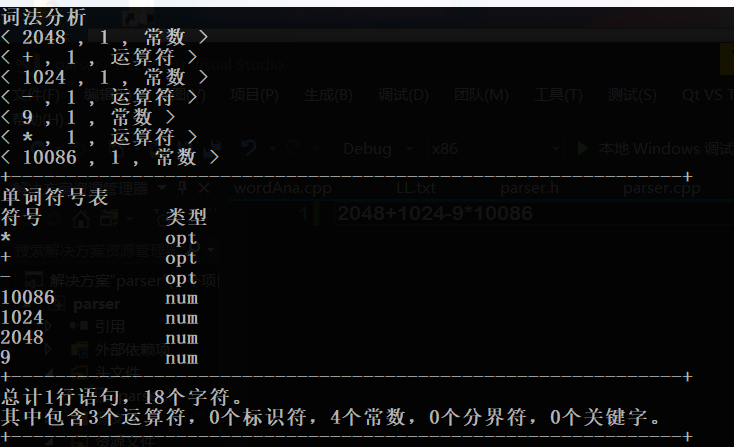 词法分析
< 2048 , 1 , 常数 >
< + , 1 , 运算符 >
< 1024 , 1 , 常数 >
< - , 1 , 运算符 >
< 9 , 1 , 常数 >
< * , 1 , 运算符 >
< 10086 , 1 , 常数 >
单词符号表
符号 类型
* opt
+ opt
- opt
10086 num
1024 num
2048 num
9 num
总计1行语句，18个字符。
其中包含3个运算符，0个标识符，4个常数，0个分界符，0个关键字。
项目(P) 生成(B) 调试(D) 团队(M) 工具(T) 测试(S) Qt VS T
Debug x86 本地 Windows 调试
wordAna.cpp LL.txt parser.h parser.cpp
1 2048+1024-9*10086
解决方案"parser"
parser
引用
外部依赖项
头文件